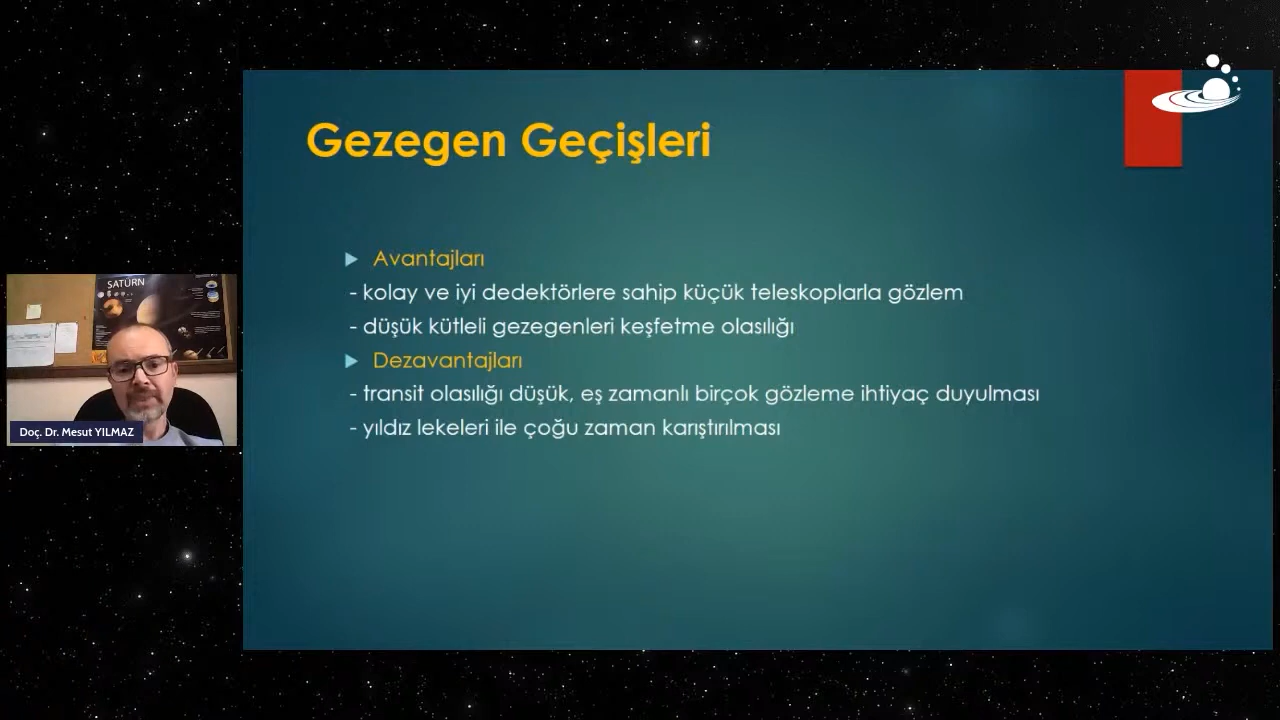 Gezegen Geçişleri
Avantajları
- kolay ve iyi dedektörlere sahip küçük teleskoplarla gözlem
- düşük kütleli gezegenleri keşfetme olasılığı
Dezavantajları
- transit olasılığı düşük, eş zamanlı birçok gözleme ihtiyaç duyulması
- yıldız lekeleri ile çoğu zaman karıştırılması
SATÜRN
Doç. Dr. Mesut YILMAZ